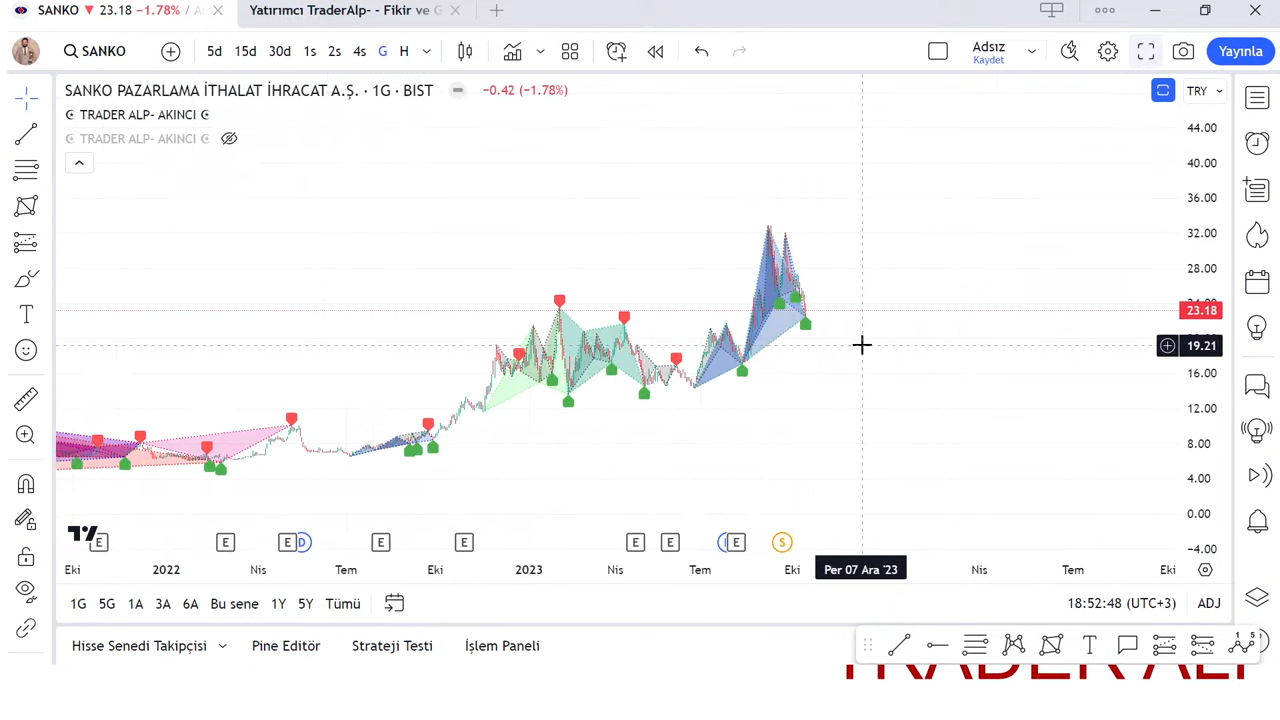 SANKO ▼ 23.18 −1.78% /
Yatırımcı TraderAlp- - Fikir ve G
SANKO
5d 15d 30d 1s 2s 4s G H
Adsız
Kaydet
Yayınla
SANKO PAZARLAMA İTHALAT İHRACAT A.Ş. · 1G · BIST
−0.42 (−1.78%)
TRY
TRADER ALP- AKINCI
TRADER ALP- AKINCI
44.00
40.00
36.00
32.00
28.00
24.00
23.18
19.21
16.00
12.00
8.00
4.00
0.00
−4.00
E E E D E E E E E S
Eki 2022 Nis Tem Eki 2023 Nis Tem Eki Per 07 Ara '23 Nis Tem Eki
1G 5G 1A 3A 6A Bu sene 1Y 5Y Tümü
18:52:48 (UTC+3) ADJ
Hisse Senedi Takipçisi Pine Editör Strateji Testi İşlem Paneli
TRADER ALP